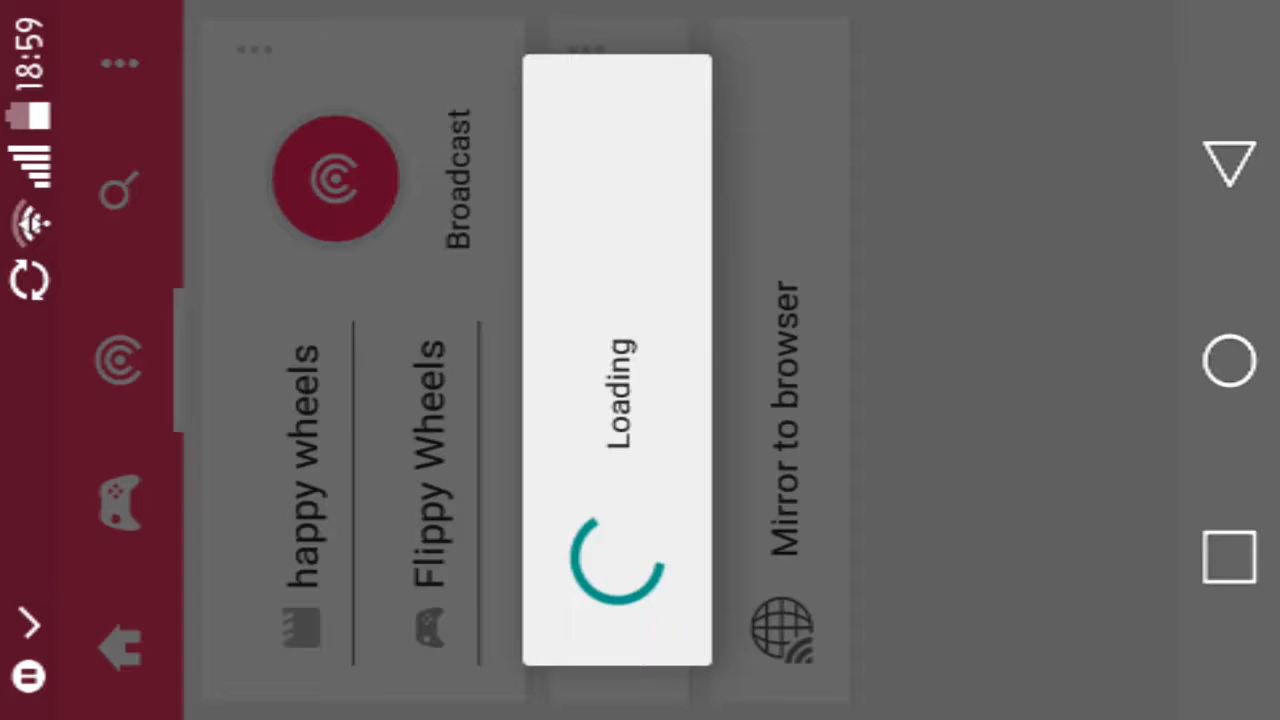 18:59
Broadcast
happy wheels
Flippy Wheels
Loading
Mirror to browser